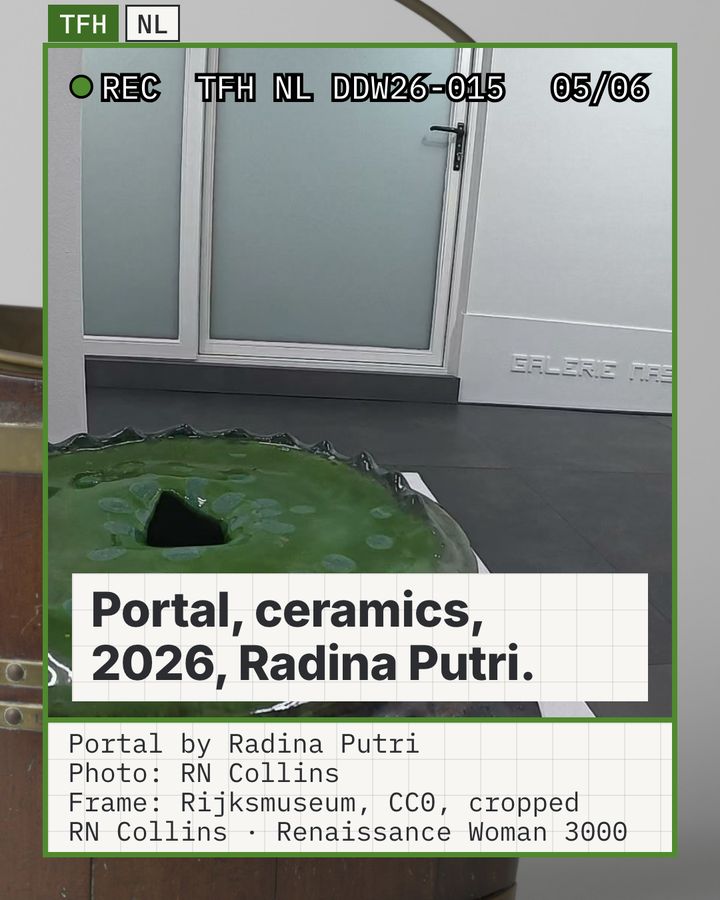 TFH NL
REC TFH NL DDW26-015 05/06
GALERIE
Portal, ceramics,
2026, Radina Putri.
Portal by Radina Putri
Photo: RN Collins
Frame: Rijksmuseum, CC0, cropped
RN Collins · Renaissance Woman 3000